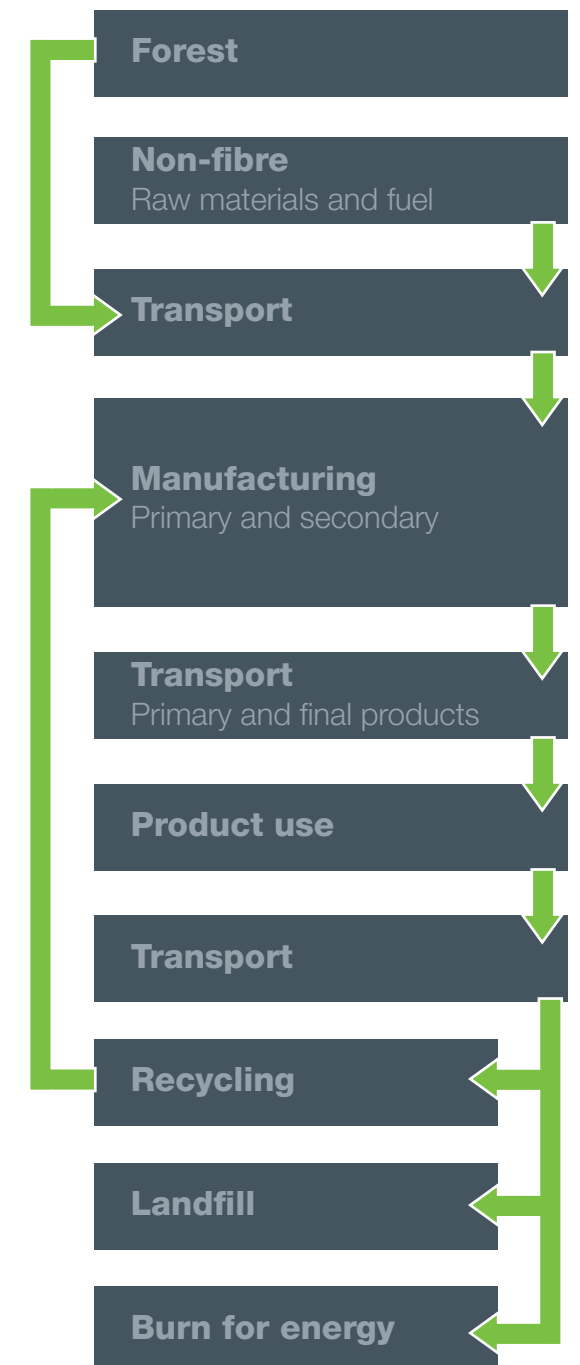 Forest
Non-fibre
Raw materials and fuel
Transport
Manufacturing
Primary and secondary
Transport
Primary and final products
Product use
Transport
Recycling
Landfill
Burn for energy